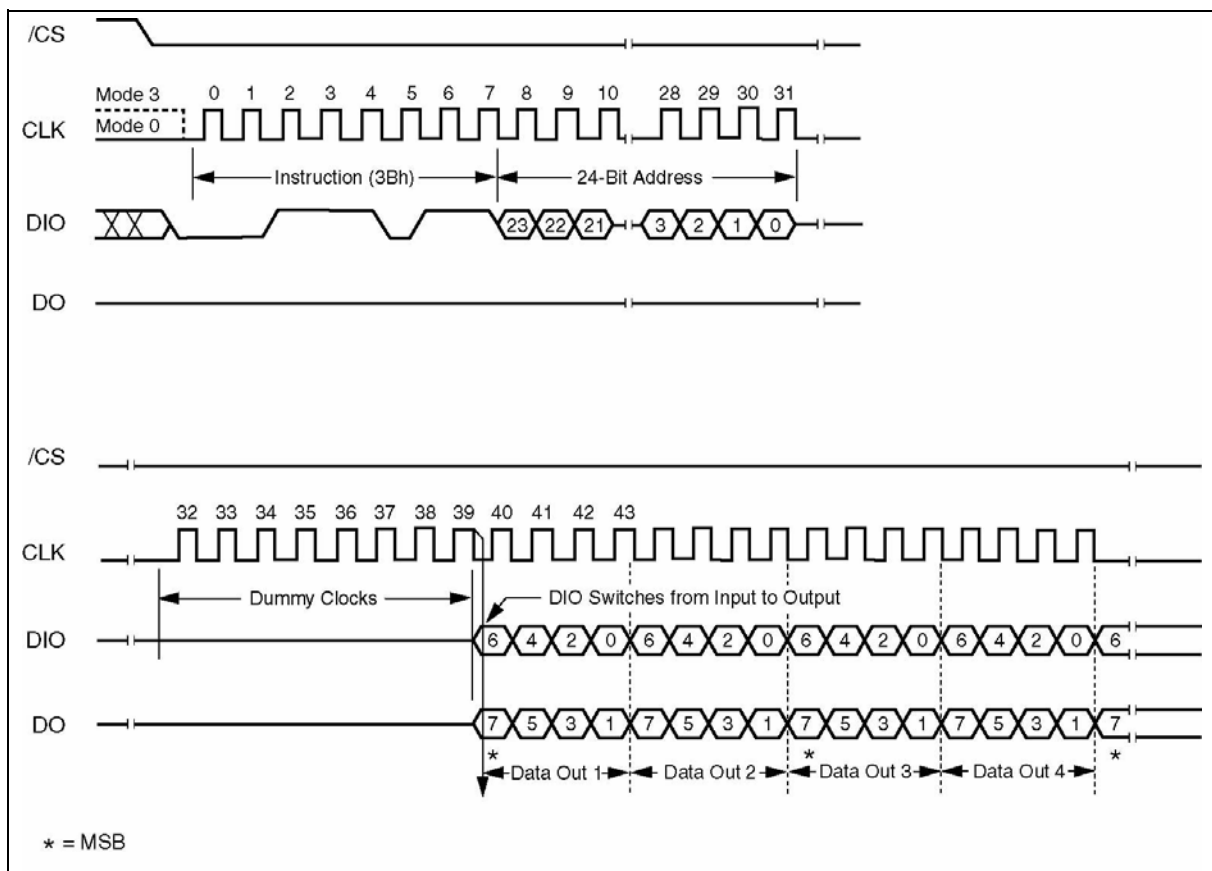 /CS
Mode 3 0 1 2 3 4 5 6 7 8 9 10 28 29 30 31
CLK Mode 0
Instruction (3Bh) 24-Bit Address
DIO 23 22 21 3 2 1 0
DO
/CS
32 33 34 35 36 37 38 39 40 41 42 43
CLK
Dummy Clocks DIO Switches from Input to Output
DIO 6 4 2 0 6 4 2 0 6 4 2 0 6 4 2 0 6
DO 7 5 3 1 7 5 3 1 7 5 3 1 7 5 3 1 7
* * *
Data Out 1 Data Out 2 Data Out 3 Data Out 4
* = MSB